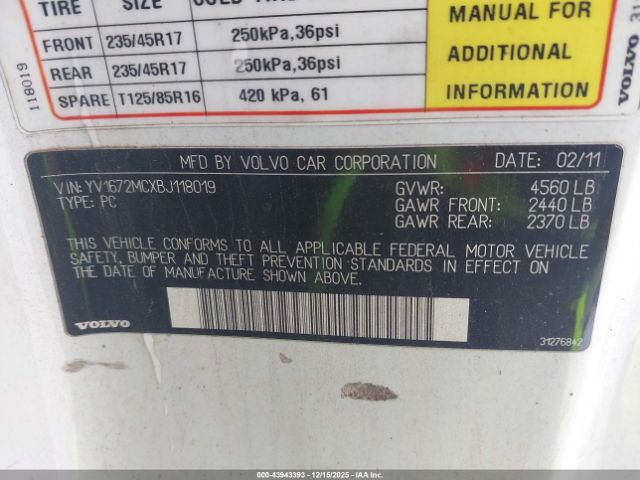 TIRE SIZE
FRONT 235/45R17 250kPa,36psi
REAR 235/45R17 250kPa,36psi
SPARE T125/85R16 420 kPa, 61
MANUAL FOR
ADDITIONAL
INFORMATION
118019
VOLVO
MFD BY VOLVO CAR CORPORATION DATE: 02/11
VIN: YV1672MCXBJ118019 GVWR: 4560 LB
TYPE: PC GAWR FRONT: 2440 LB
GAWR REAR: 2370 LB
THIS VEHICLE CONFORMS TO ALL APPLICABLE FEDERAL MOTOR VEHICLE
SAFETY, BUMPER AND THEFT PREVENTION STANDARDS IN EFFECT ON
THE DATE OF MANUFACTURE SHOWN ABOVE.
VOLVO
31276842
000-43943393 - 12/15/2025 - IAAI.COM